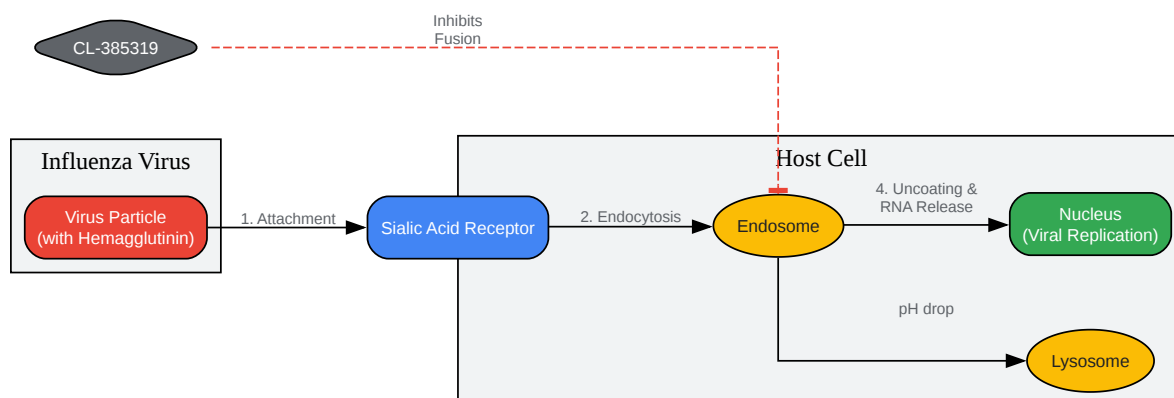 CL-385319
Inhibits
Fusion
Influenza Virus
Host Cell
Virus Particle
(with Hemagglutinin)
1. Attachment
Sialic Acid Receptor
2. Endocytosis
Endosome
4. Uncoating &
RNA Release
Nucleus
(Viral Replication)
pH drop
Lysosome